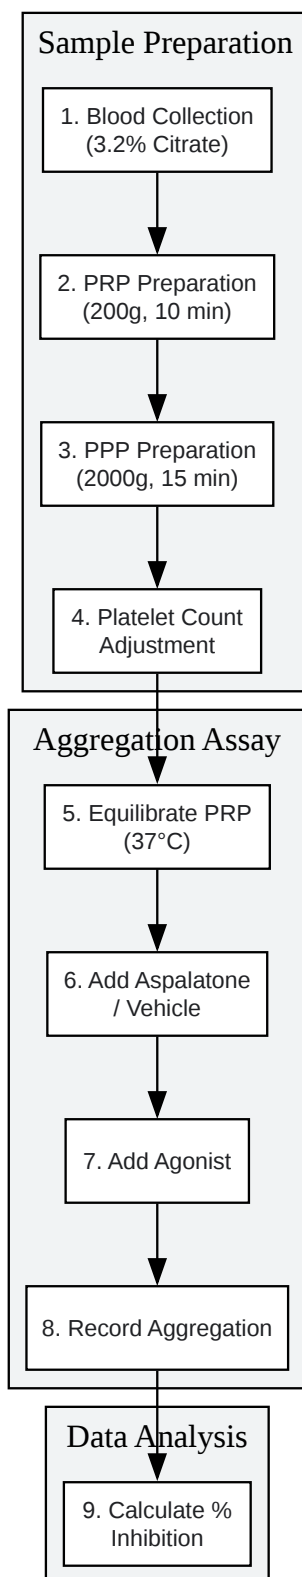 Sample Preparation
1. Blood Collection
(3.2% Citrate)
2. PRP Preparation
(200g, 10 min)
3. PPP Preparation
(2000g, 15 min)
4. Platelet Count
Adjustment
Aggregation Assay
5. Equilibrate PRP
(37°C)
6. Add Aspalatone
/ Vehicle
7. Add Agonist
8. Record Aggregation
Data Analysis
9. Calculate %
Inhibition